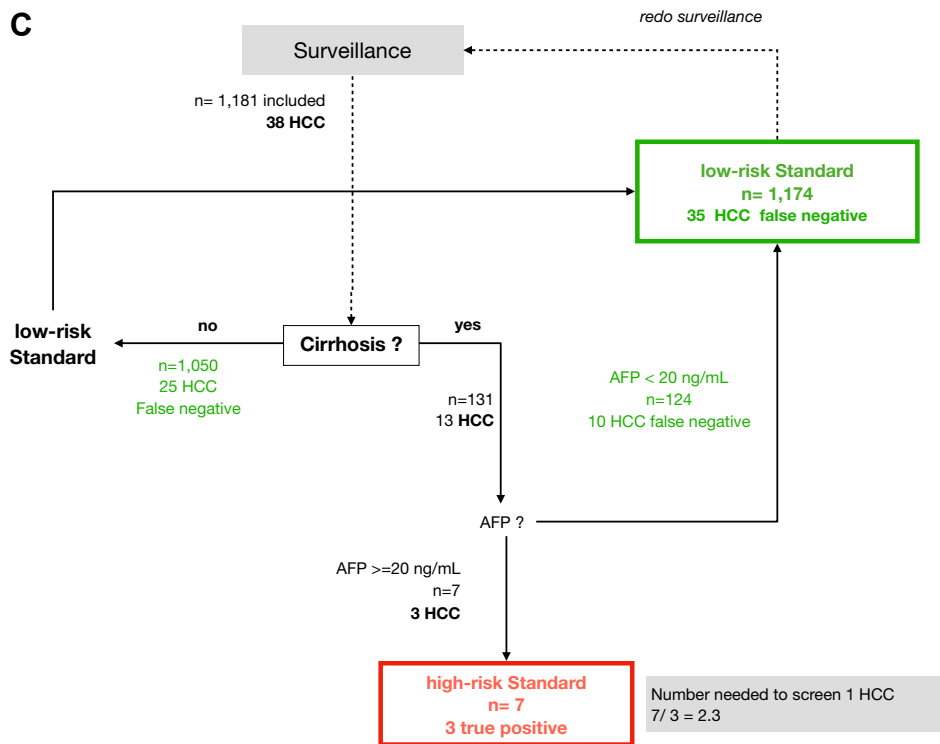 C
redo surveillance
Surveillance
n= 1,181 included
38 HCC
low-risk Standard
n= 1,174
35 HCC false negative
low-risk
Standard
no
Cirrhosis ?
yes
n=1,050
25 HCC
False negative
n=131
13 HCC
AFP < 20 ng/mL
n=124
10 HCC false negative
AFP ?
AFP >=20 ng/mL
n=7
3 HCC
high-risk Standard
n= 7
3 true positive
Number needed to screen 1 HCC
7/ 3 = 2.3